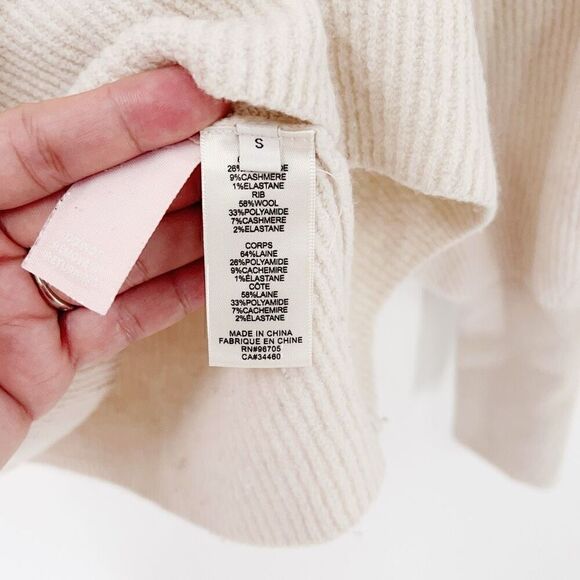 S
26%
9%CASHMERE
1%ELASTANE
RIB
58%WOOL
33%POLYAMIDE
7%CASHMERE
2%ELASTANE
CORPS
64%LAINE
26%POLYAMIDE
9%CACHEMIRE
1%ÉLASTANE
CÔTE
58%LAINE
33%POLYAMIDE
7%CACHEMIRE
2%ÉLASTANE
MADE IN CHINA
FABRIQUE EN CHINE
RN#96705
CA#34460